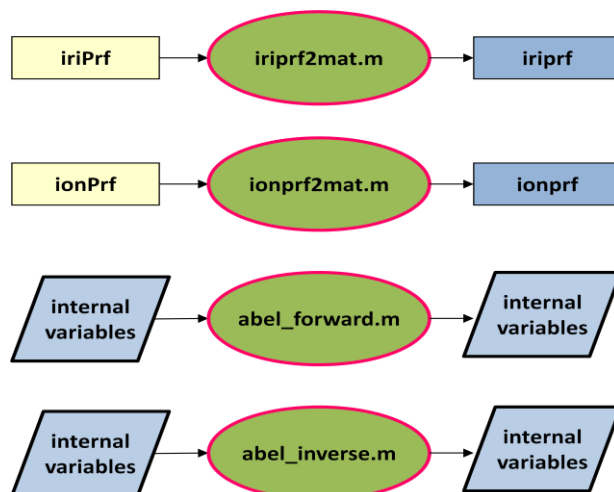 iriPrf
iriprf2mat.m
iriprf
ionPrf
ionprf2mat.m
ionprf
internal
variables
abel_forward.m
internal
variables
internal
variables
abel_inverse.m
internal
variables